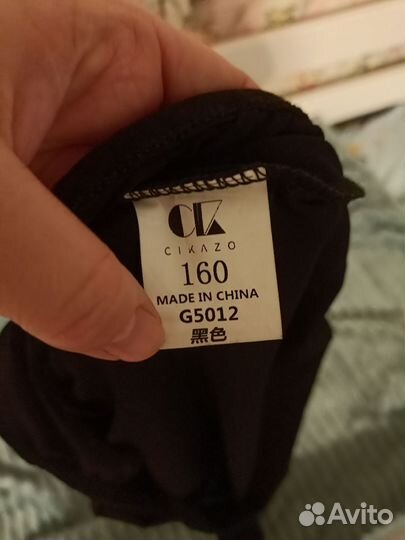 CK
CIKAZO
160
MADE IN CHINA
G5012
黑色
Avito